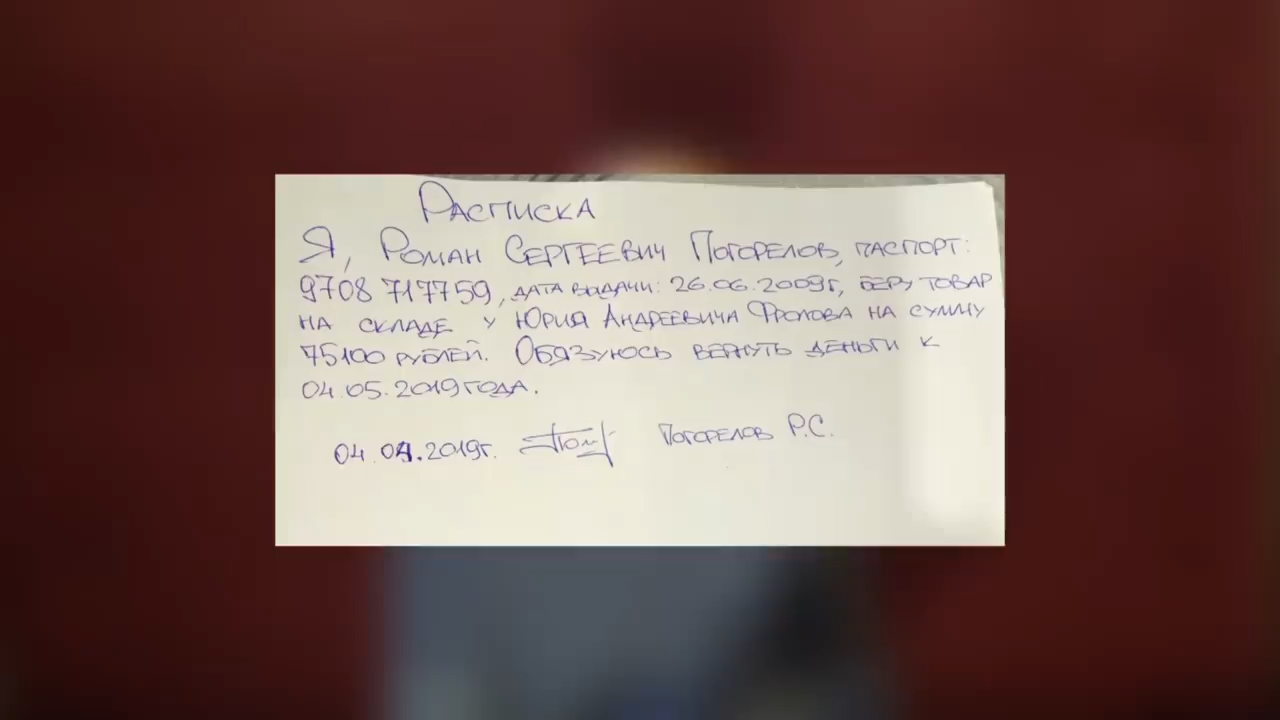 Расписка
Я, Роман Сергеевич Погорелов, паспорт:
9708 717759, дата выдачи: 26.06.2009г, беру товар
на складе у Юрия Андреевича Фролова на сумму
75100 рублей. Обязуюсь вернуть деньги к
04.05.2019 года.
04.04.2019г. Погорелов Р.С.